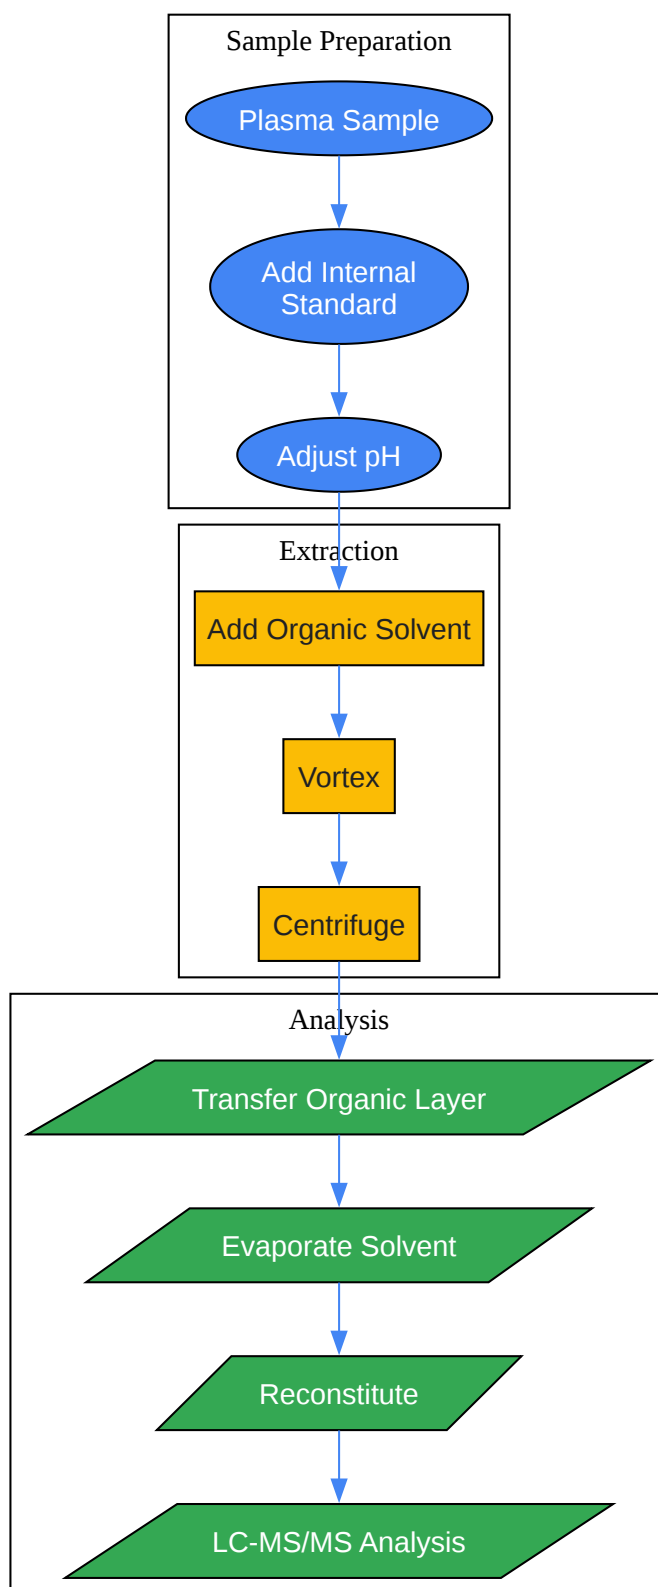 Sample Preparation
Plasma Sample
Add Internal
Standard
Adjust pH
Extraction
Add Organic Solvent
Vortex
Centrifuge
Analysis
Transfer Organic Layer
Evaporate Solvent
Reconstitute
LC-MS/MS Analysis